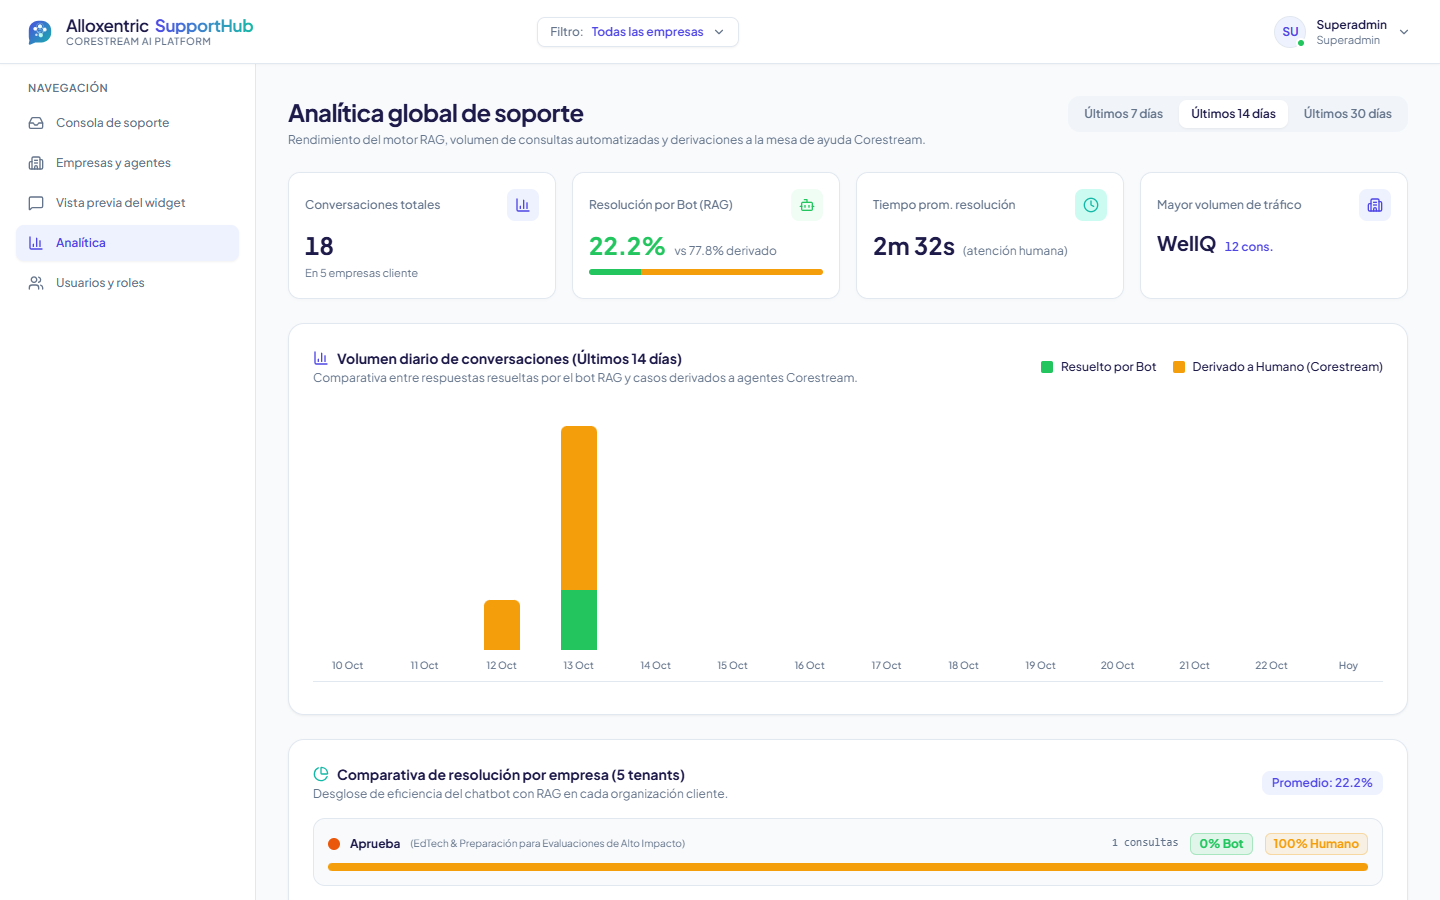 Alloxentric SupportHub
CORESTREAM AI PLATFORM
Filtro: Todas las empresas
SU
Superadmin
Superadmin
NAVEGACIÓN
Consola de soporte
Empresas y agentes
Vista previa del widget
Analítica
Usuarios y roles
Analítica global de soporte
Rendimiento del motor RAG, volumen de consultas automatizadas y derivaciones a la mesa de ayuda Corestream.
Últimos 7 días
Últimos 14 días
Últimos 30 días
Conversaciones totales
18
En 5 empresas cliente
Resolución por Bot (RAG)
22.2% vs 77.8% derivado
Tiempo prom. resolución
2m 32s (atención humana)
Mayor volumen de tráfico
WellQ 12 cons.
Volumen diario de conversaciones (Últimos 14 días)
Comparativa entre respuestas resueltas por el bot RAG y casos derivados a agentes Corestream.
Resuelto por Bot
Derivado a Humano (Corestream)
10 Oct
11 Oct
12 Oct
13 Oct
14 Oct
15 Oct
16 Oct
17 Oct
18 Oct
19 Oct
20 Oct
21 Oct
22 Oct
Hoy
Comparativa de resolución por empresa (5 tenants)
Desglose de eficiencia del chatbot con RAG en cada organización cliente.
Promedio: 22.2%
Aprueba (EdTech & Preparación para Evaluaciones de Alto Impacto)
1 consultas
0% Bot
100% Humano